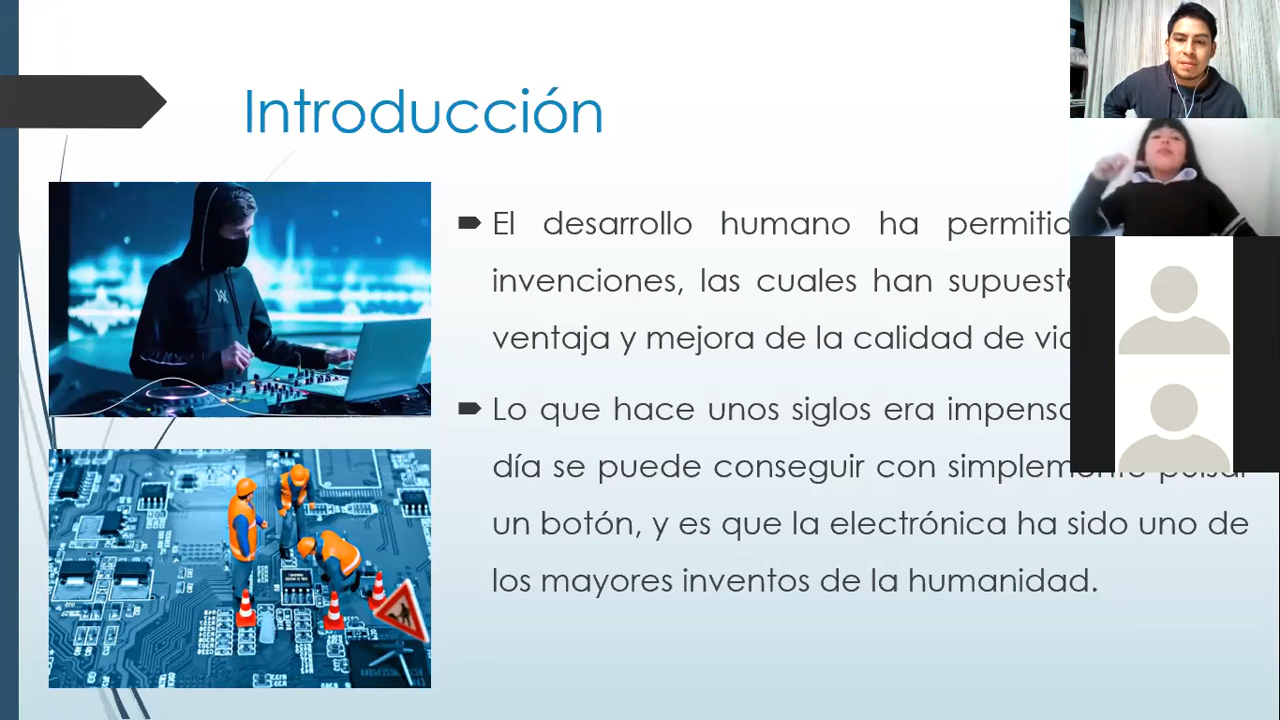 Introducción
El desarrollo humano ha
invenciones, las cuales han
ventaja y mejora de la calidad de
Lo que hace unos siglos era
día se puede conseguir con pulsar
un botón, y es que la electrónica ha sido uno de
los mayores inventos de la humanidad.